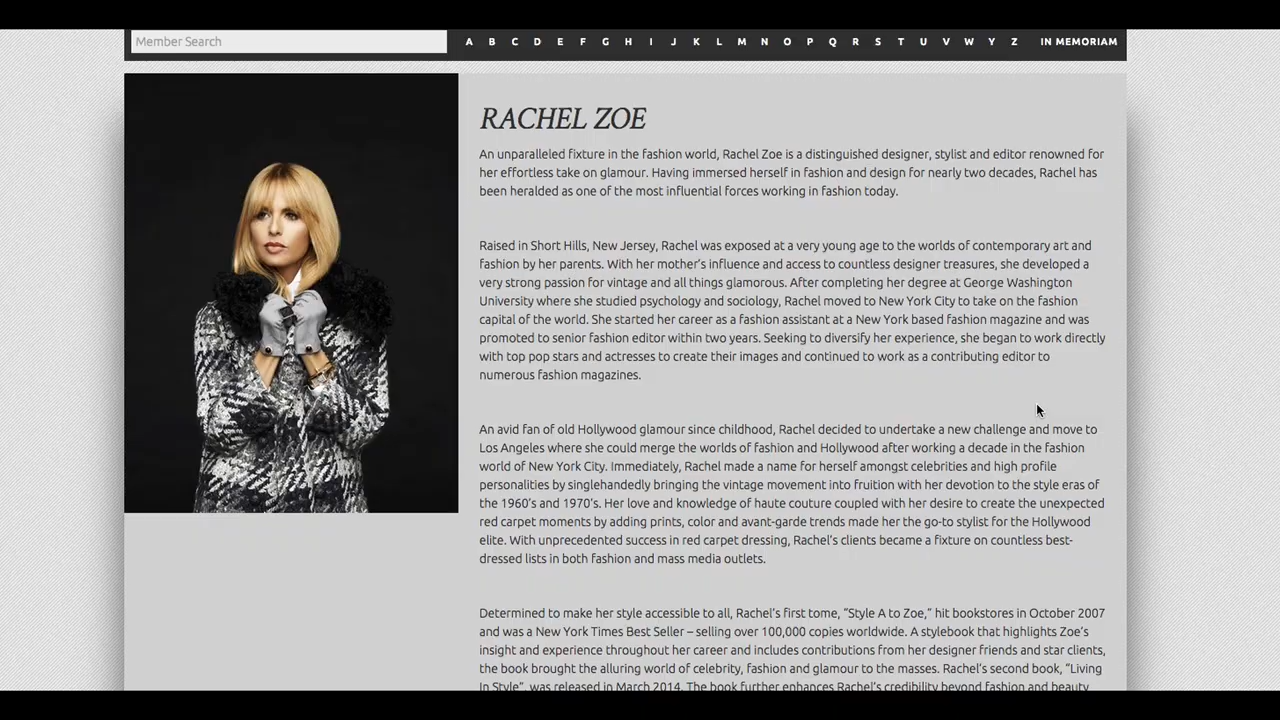 Member Search
A B C D E F G H I J K L M N O P Q R S T U V W Y Z IN MEMORIAM
RACHEL ZOE
An unparalleled fixture in the fashion world, Rachel Zoe is a distinguished designer, stylist and editor renowned for
her effortless take on glamour. Having immersed herself in fashion and design for nearly two decades, Rachel has
been heralded as one of the most influential forces working in fashion today.
Raised in Short Hills, New Jersey, Rachel was exposed at a very young age to the worlds of contemporary art and
fashion by her parents. With her mother’s influence and access to countless designer treasures, she developed a
very strong passion for vintage and all things glamorous. After completing her degree at George Washington
University where she studied psychology and sociology, Rachel moved to New York City to take on the fashion
capital of the world. She started her career as a fashion assistant at a New York based fashion magazine and was
promoted to senior fashion editor within two years. Seeking to diversify her experience, she began to work directly
with top pop stars and actresses to create their images and continued to work as a contributing editor to
numerous fashion magazines.
An avid fan of old Hollywood glamour since childhood, Rachel decided to undertake a new challenge and move to
Los Angeles where she could merge the worlds of fashion and Hollywood after working a decade in the fashion
world of New York City. Immediately, Rachel made a name for herself amongst celebrities and high profile
personalities by singlehandedly bringing the vintage movement into fruition with her devotion to the style eras of
the 1960’s and 1970’s. Her love and knowledge of haute couture coupled with her desire to create the unexpected
red carpet moments by adding prints, color and avant-garde trends made her the go-to stylist for the Hollywood
elite. With unprecedented success in red carpet dressing, Rachel’s clients became a fixture on countless best-
dressed lists in both fashion and mass media outlets.
Determined to make her style accessible to all, Rachel’s first tome, “Style A to Zoe,” hit bookstores in October 2007
and was a New York Times Best Seller – selling over 100,000 copies worldwide. A stylebook that highlights Zoe’s
insight and experience throughout her career and includes contributions from her designer friends and star clients,
the book brought the alluring world of celebrity, fashion and glamour to the masses. Rachel’s second book, “Living
In Style”, was released in March 2014. The book further enhances Rachel’s credibility beyond fashion and beauty